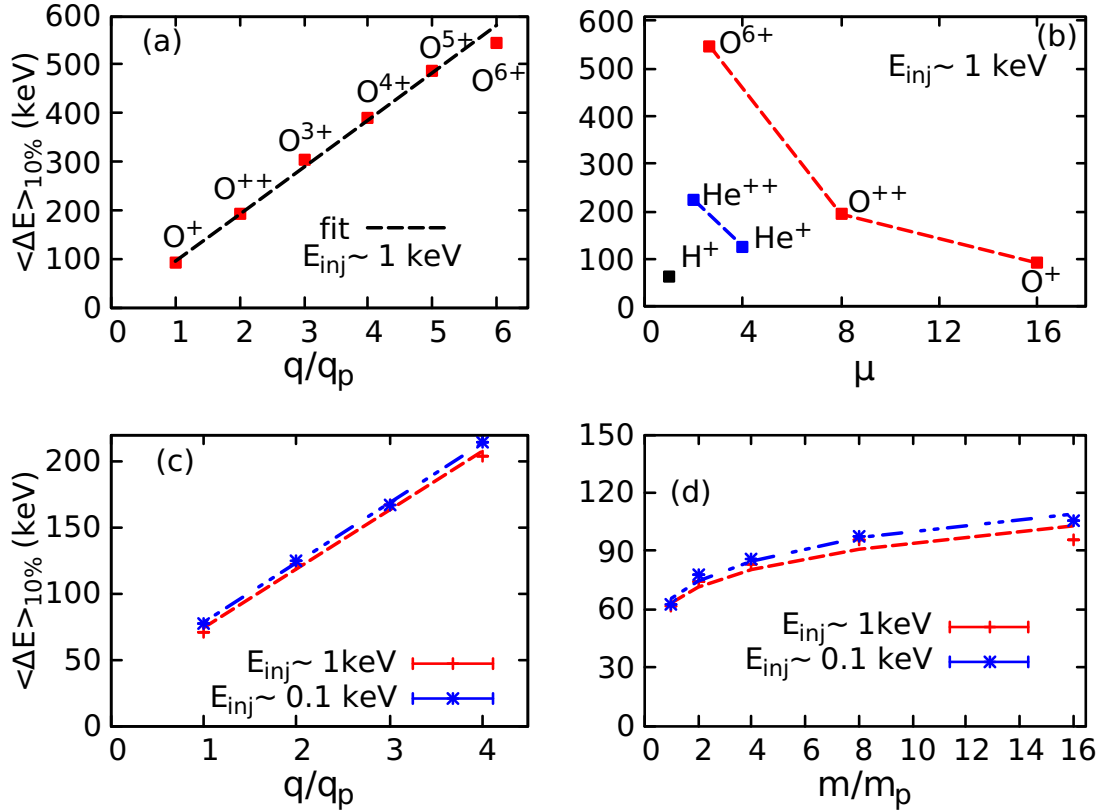 (a)
<ΔE>10% (keV)
600
500
400
300
200
100
0
O+
O++
O3+
O4+
O5+
O6+
fit
Einj~ 1 keV
0 1 2 3 4 5 6
q/qp
(b)
Einj~ 1 keV
600
500
400
300
200
100
0
O6+
He++
O++
H+
He+
O+
0 4 8 12 16
μ
(c)
<ΔE>10% (keV)
200
150
100
50
0
Einj~ 1keV
Einj~ 0.1 keV
0 1 2 3 4
q/qp
150
120
90
60
30
0
(d)
Einj~ 1keV
Einj~ 0.1 keV
0 2 4 6 8 10 12 14 16
m/mp